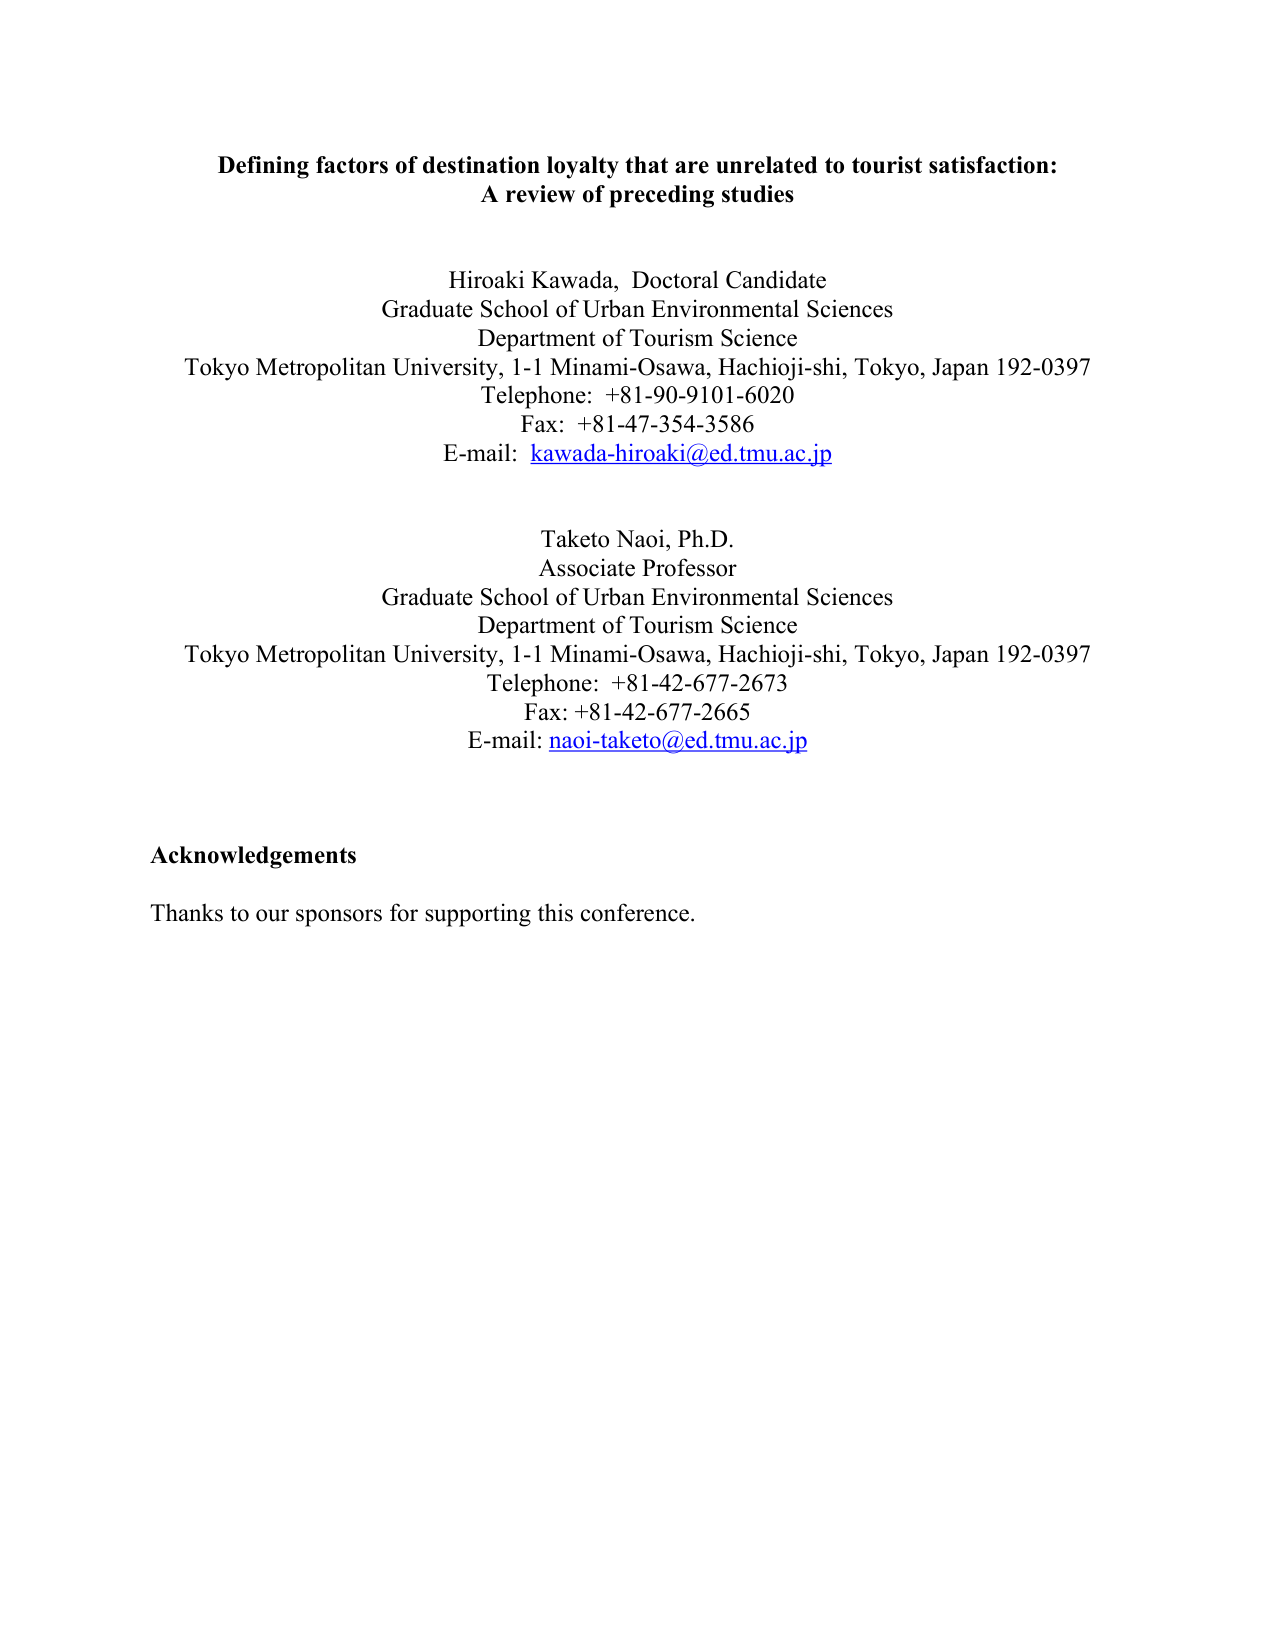 Defining factors of destination loyalty that are unrelated to tourist satisfaction:
A review of preceding studies
Hiroaki Kawada,  Doctoral Candidate
Graduate School of Urban Environmental Sciences
Department of Tourism Science
Tokyo Metropolitan University, 1-1 Minami-Osawa, Hachioji-shi, Tokyo, Japan 192-0397
Telephone:  +81-90-9101-6020
Fax:  +81-47-354-3586
E-mail:  kawada-hiroaki@ed.tmu.ac.jp
Taketo Naoi, Ph.D.
Associate Professor
Graduate School of Urban Environmental Sciences
Department of Tourism Science
Tokyo Metropolitan University, 1-1 Minami-Osawa, Hachioji-shi, Tokyo, Japan 192-0397
Telephone:  +81-42-677-2673
Fax: +81-42-677-2665
E-mail: naoi-taketo@ed.tmu.ac.jp
Acknowledgements
Thanks to our sponsors for supporting this conference.